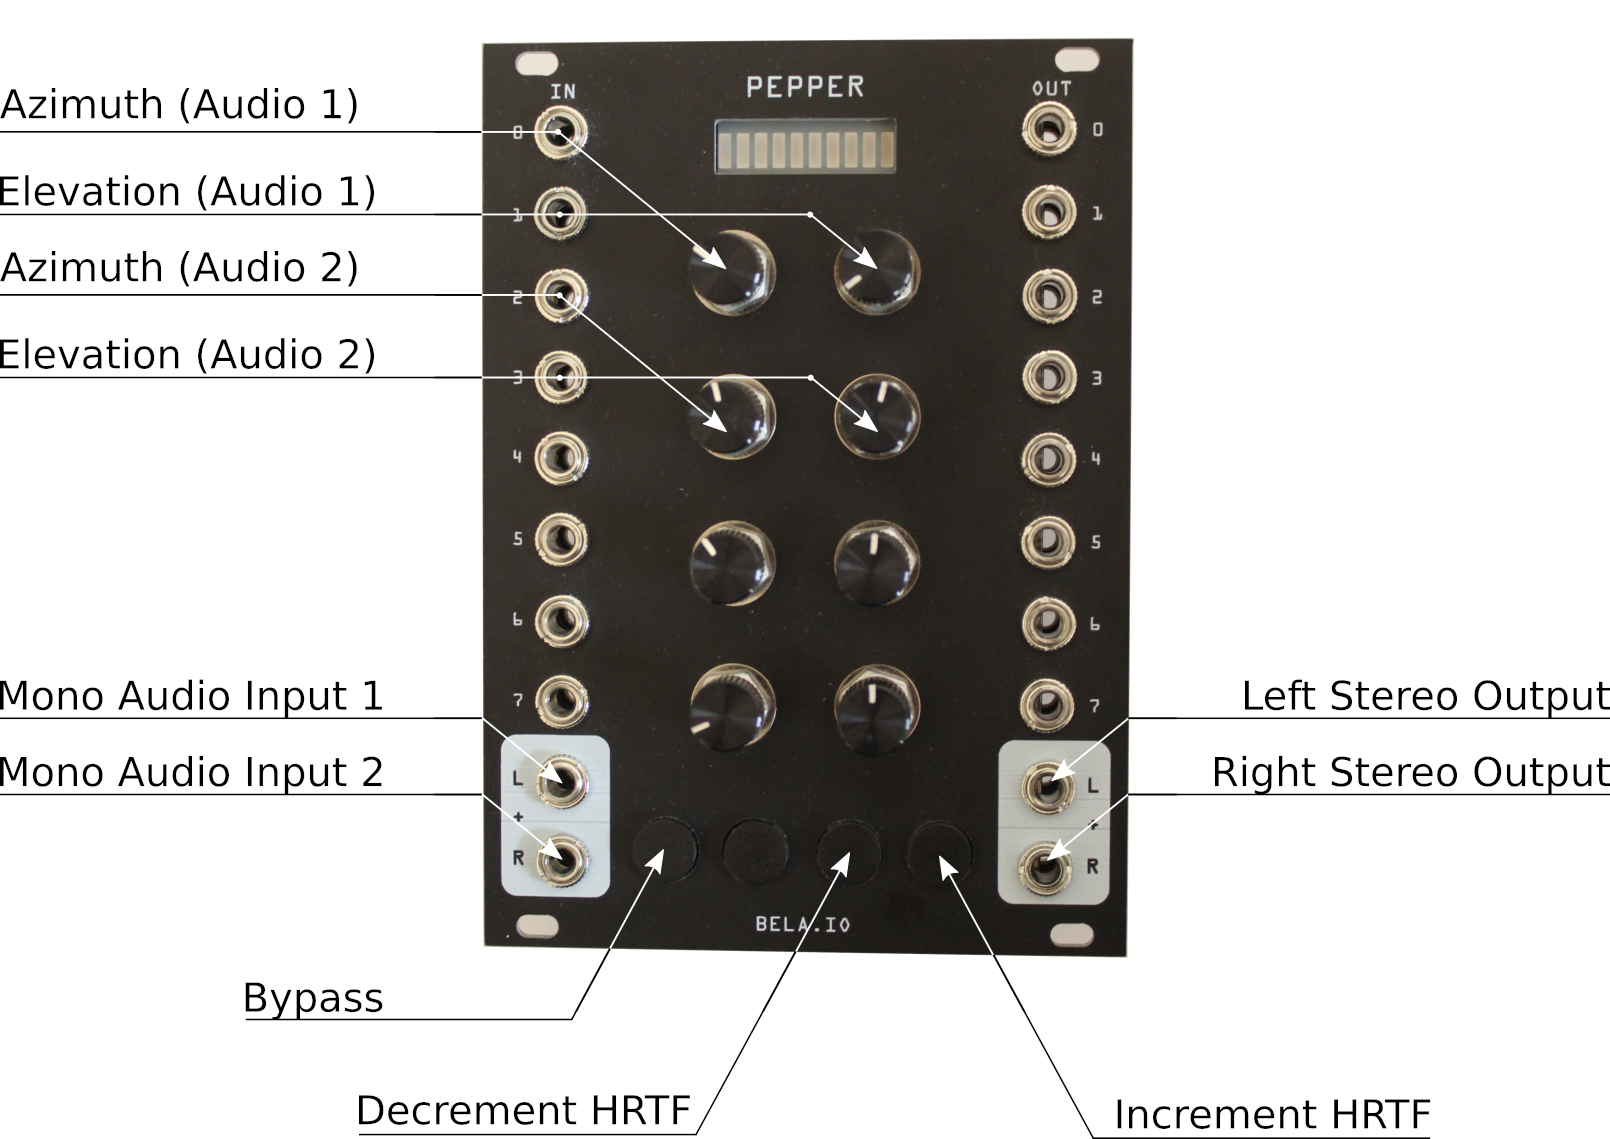 PEPPER
IN
OUT
Azimuth (Audio 1)
0
0
Elevation (Audio 1)
1
1
Azimuth (Audio 2)
2
2
Elevation (Audio 2)
3
3
4
4
5
5
6
6
7
7
Mono Audio Input 1
Left Stereo Output
Mono Audio Input 2
Right Stereo Output
L
L
+
+
R
R
BELA.IO
Bypass
Decrement HRTF
Increment HRTF